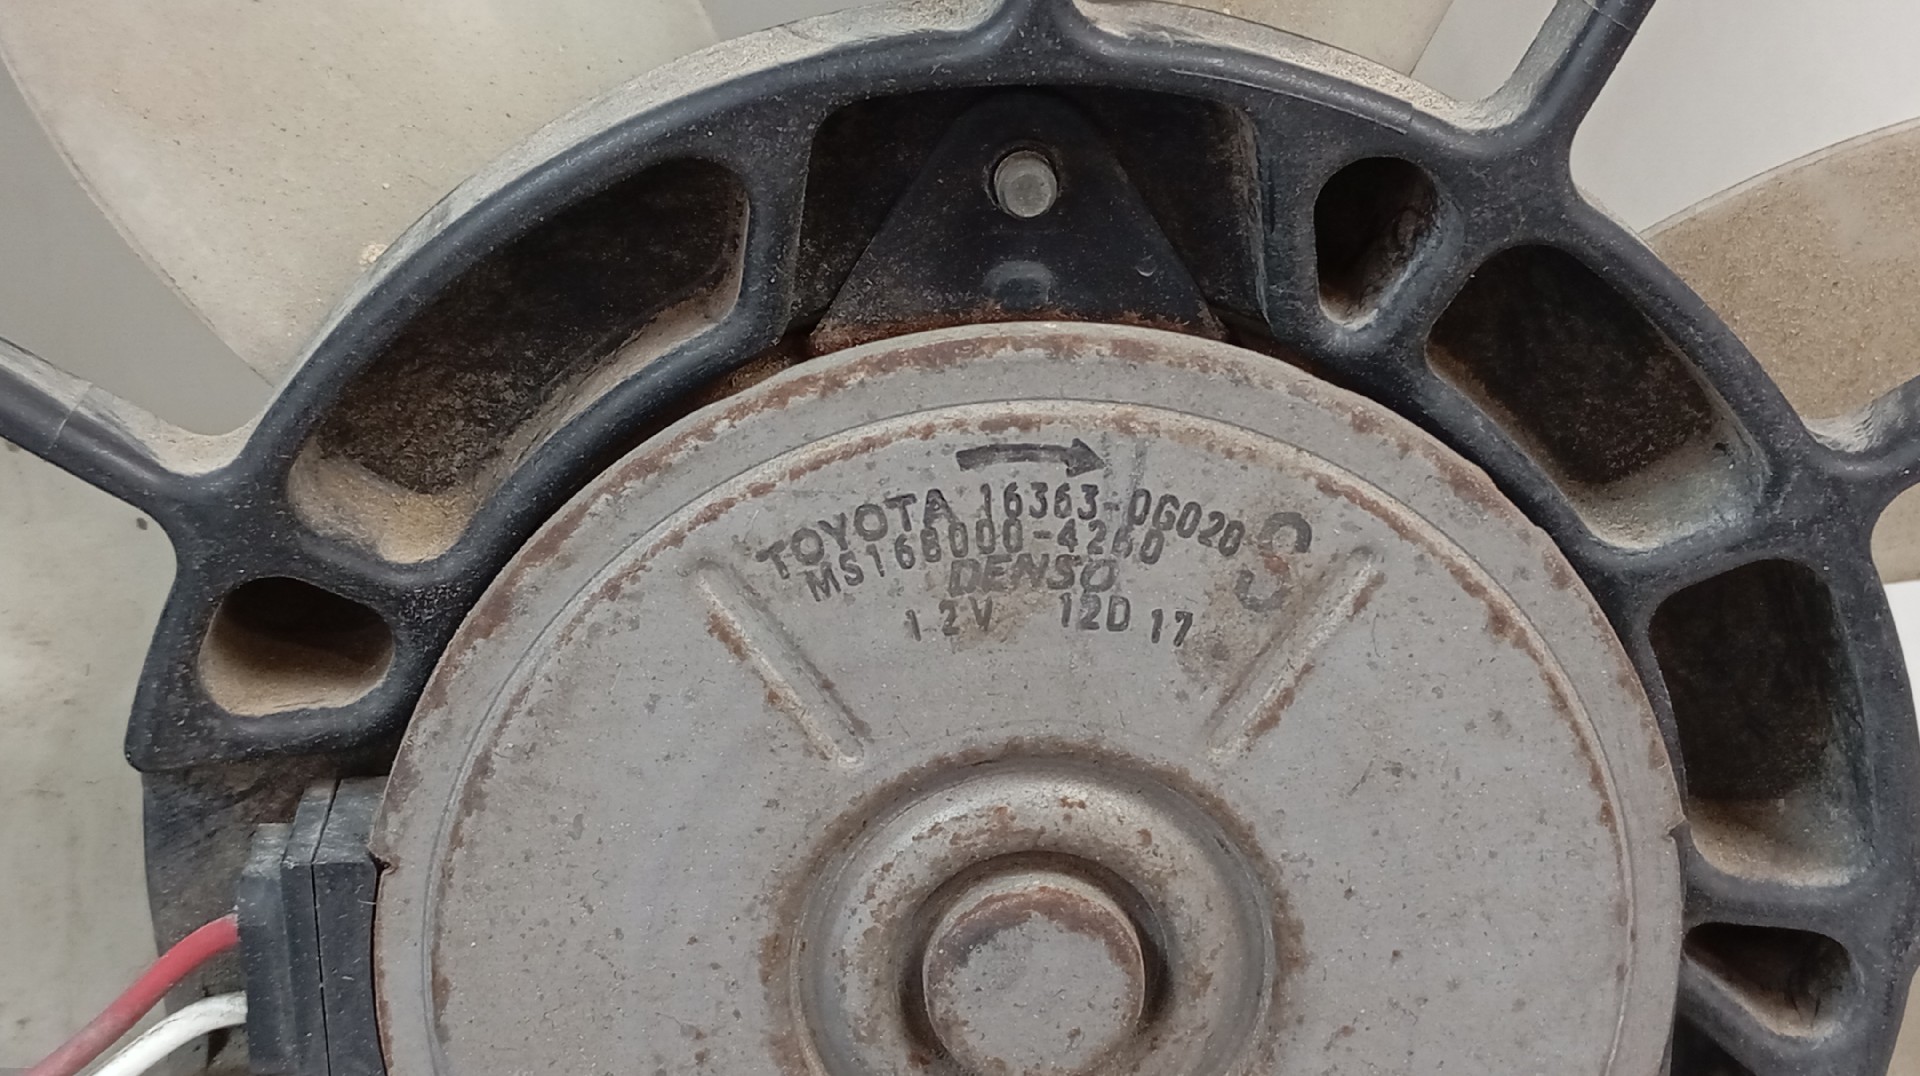 TOYOTA 16363-0G020
MS168000-4260
DENSO
12V 12D 17